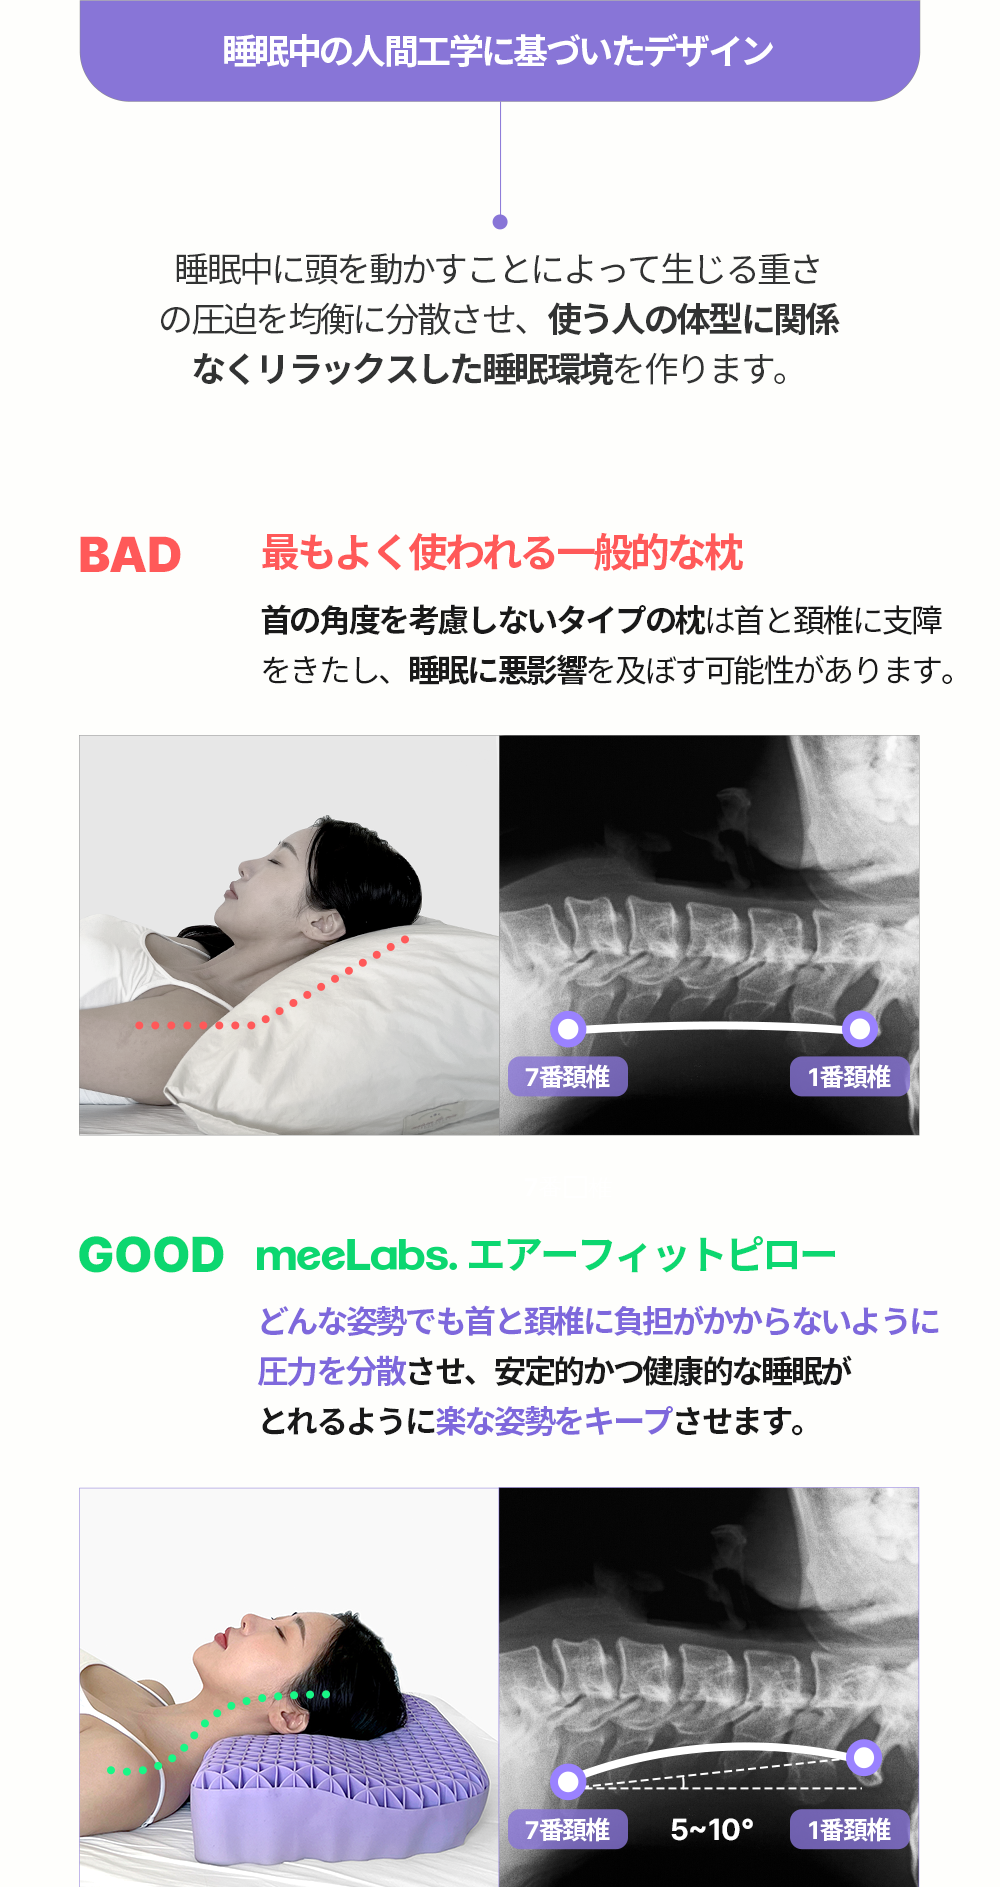 睡眠中の人間工学に基づいたデザイン
睡眠中に頭を動かすことによって生じる重さ
の圧迫を均衡に分散させ、使う人の体型に関係
なくリラックスした睡眠環境を作ります。
BAD
最もよく使われる一般的な枕
首の角度を考慮しないタイプの枕は首と頚椎に支障
をきたし、睡眠に悪影響を及ぼす可能性があります。
7番頚椎
1番頚椎
GOOD
meeLabs. エアーフィットピロー
どんな姿勢でも首と頚椎に負担がかからないように
圧力を分散させ、安定的かつ健康的な睡眠が
とれるように楽な姿勢をキープさせます。
7番頚椎
5~10°
1番頚椎